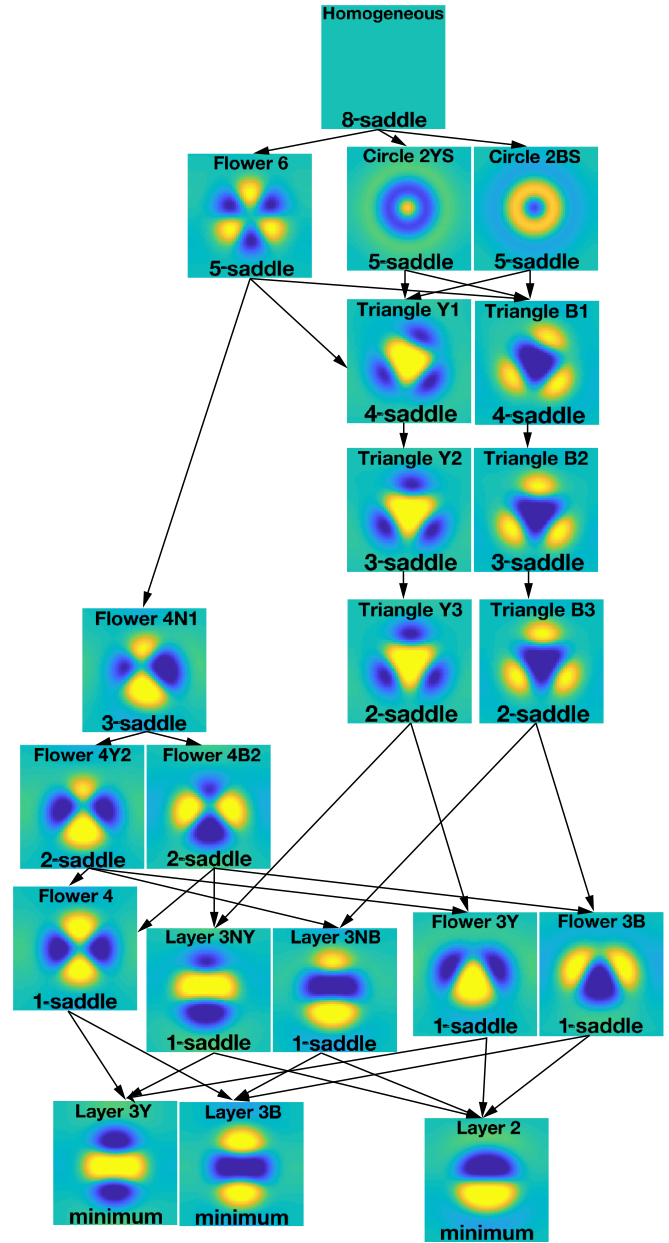 Homogeneous
8-saddle
Flower 6
Circle 2YS
Circle 2BS
5-saddle
5-saddle
5-saddle
Triangle Y1
Triangle B1
4-saddle
4-saddle
Triangle Y2
Triangle B2
3-saddle
3-saddle
Triangle Y3
Triangle B3
Flower 4N1
2-saddle
2-saddle
3-saddle
Flower 4Y2
Flower 4B2
2-saddle
2-saddle
Flower 4
Flower 3Y
Flower 3B
Layer 3NY
Layer 3NB
1-saddle
1-saddle
1-saddle
1-saddle
1-saddle
Layer 3Y
Layer 3B
Layer 2
minimum
minimum
minimum